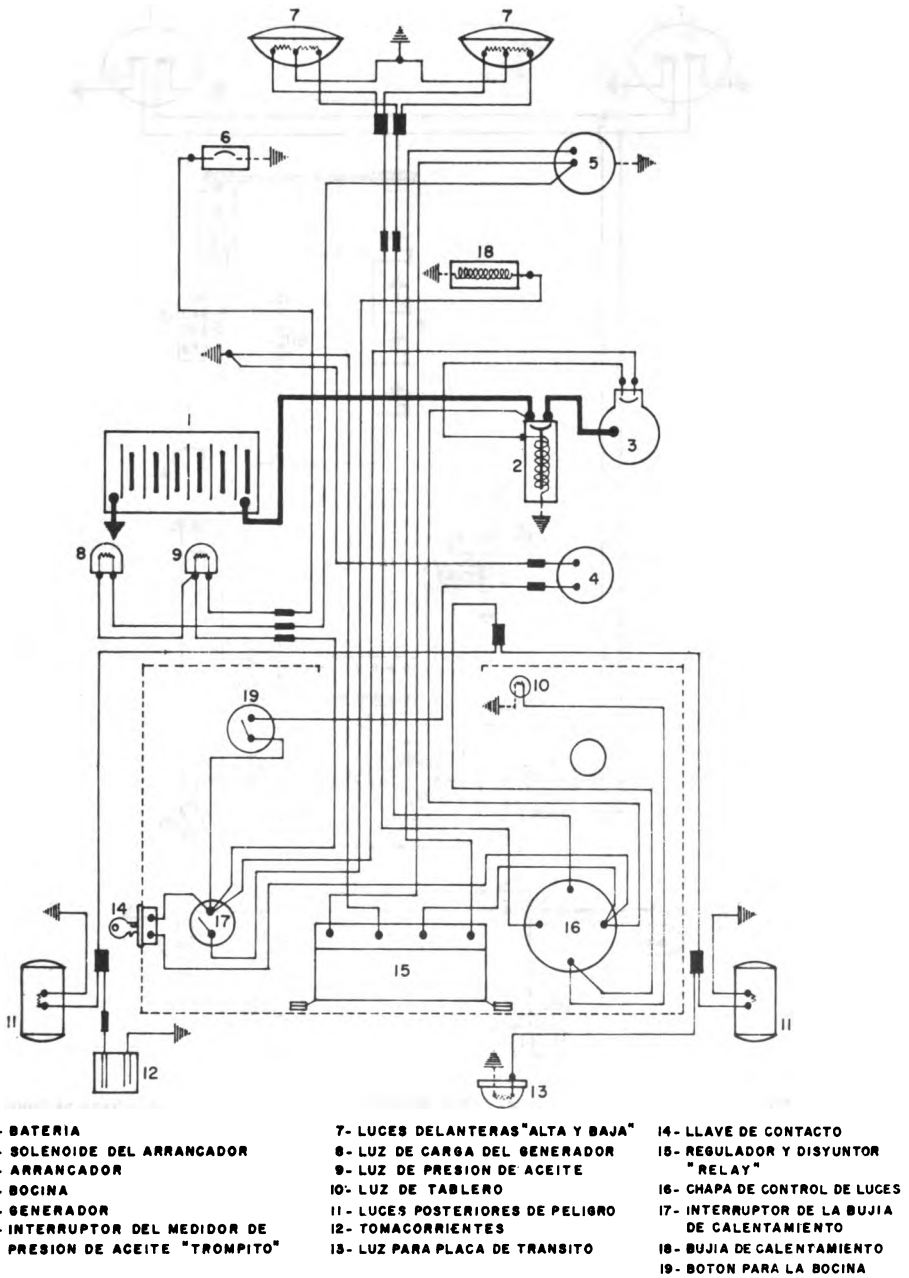 7 7
6
5
18
1
3
2
8 9
4
19
10
14
17
16
15
11
11
12
13
- BATERIA
- SOLENOIDE DEL ARRANCADOR
- ARRANCADOR
- BOCINA
- GENERADOR
- INTERRUPTOR DEL MEDIDOR DE
PRESION DE ACEITE "TROMPITO"
7- LUCES DELANTERAS "ALTA Y BAJA"
8- LUZ DE CARGA DEL GENERADOR
9- LUZ DE PRESION DE ACEITE
10- LUZ DE TABLERO
11- LUCES POSTERIORES DE PELIGRO
12- TOMACORRIENTES
13- LUZ PARA PLACA DE TRANSITO
14- LLAVE DE CONTACTO
15- REGULADOR Y DISYUNTOR
"RELAY"
16- CHAPA DE CONTROL DE LUCES
17- INTERRUPTOR DE LA BUJIA
DE CALENTAMIENTO
18- BUJIA DE CALENTAMIENTO
19- BOTON PARA LA BOCINA